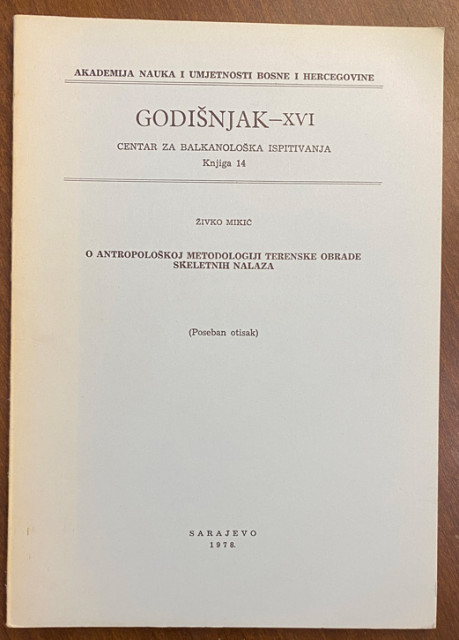 AKADEMIJA NAUKA I UMJETNOSTI BOSNE I HERCEGOVINE
GODIŠNJAK—XVI
CENTAR ZA BALKANOLOŠKA ISPITIVANJA
Knjiga 14
ŽIVKO MIKIĆ
O ANTROPOLOŠKOJ METODOLOGIJI TERENSKE OBRADE
SKELETNIH NALAZA
(Poseban otisak)
SARAJEVO
1978.